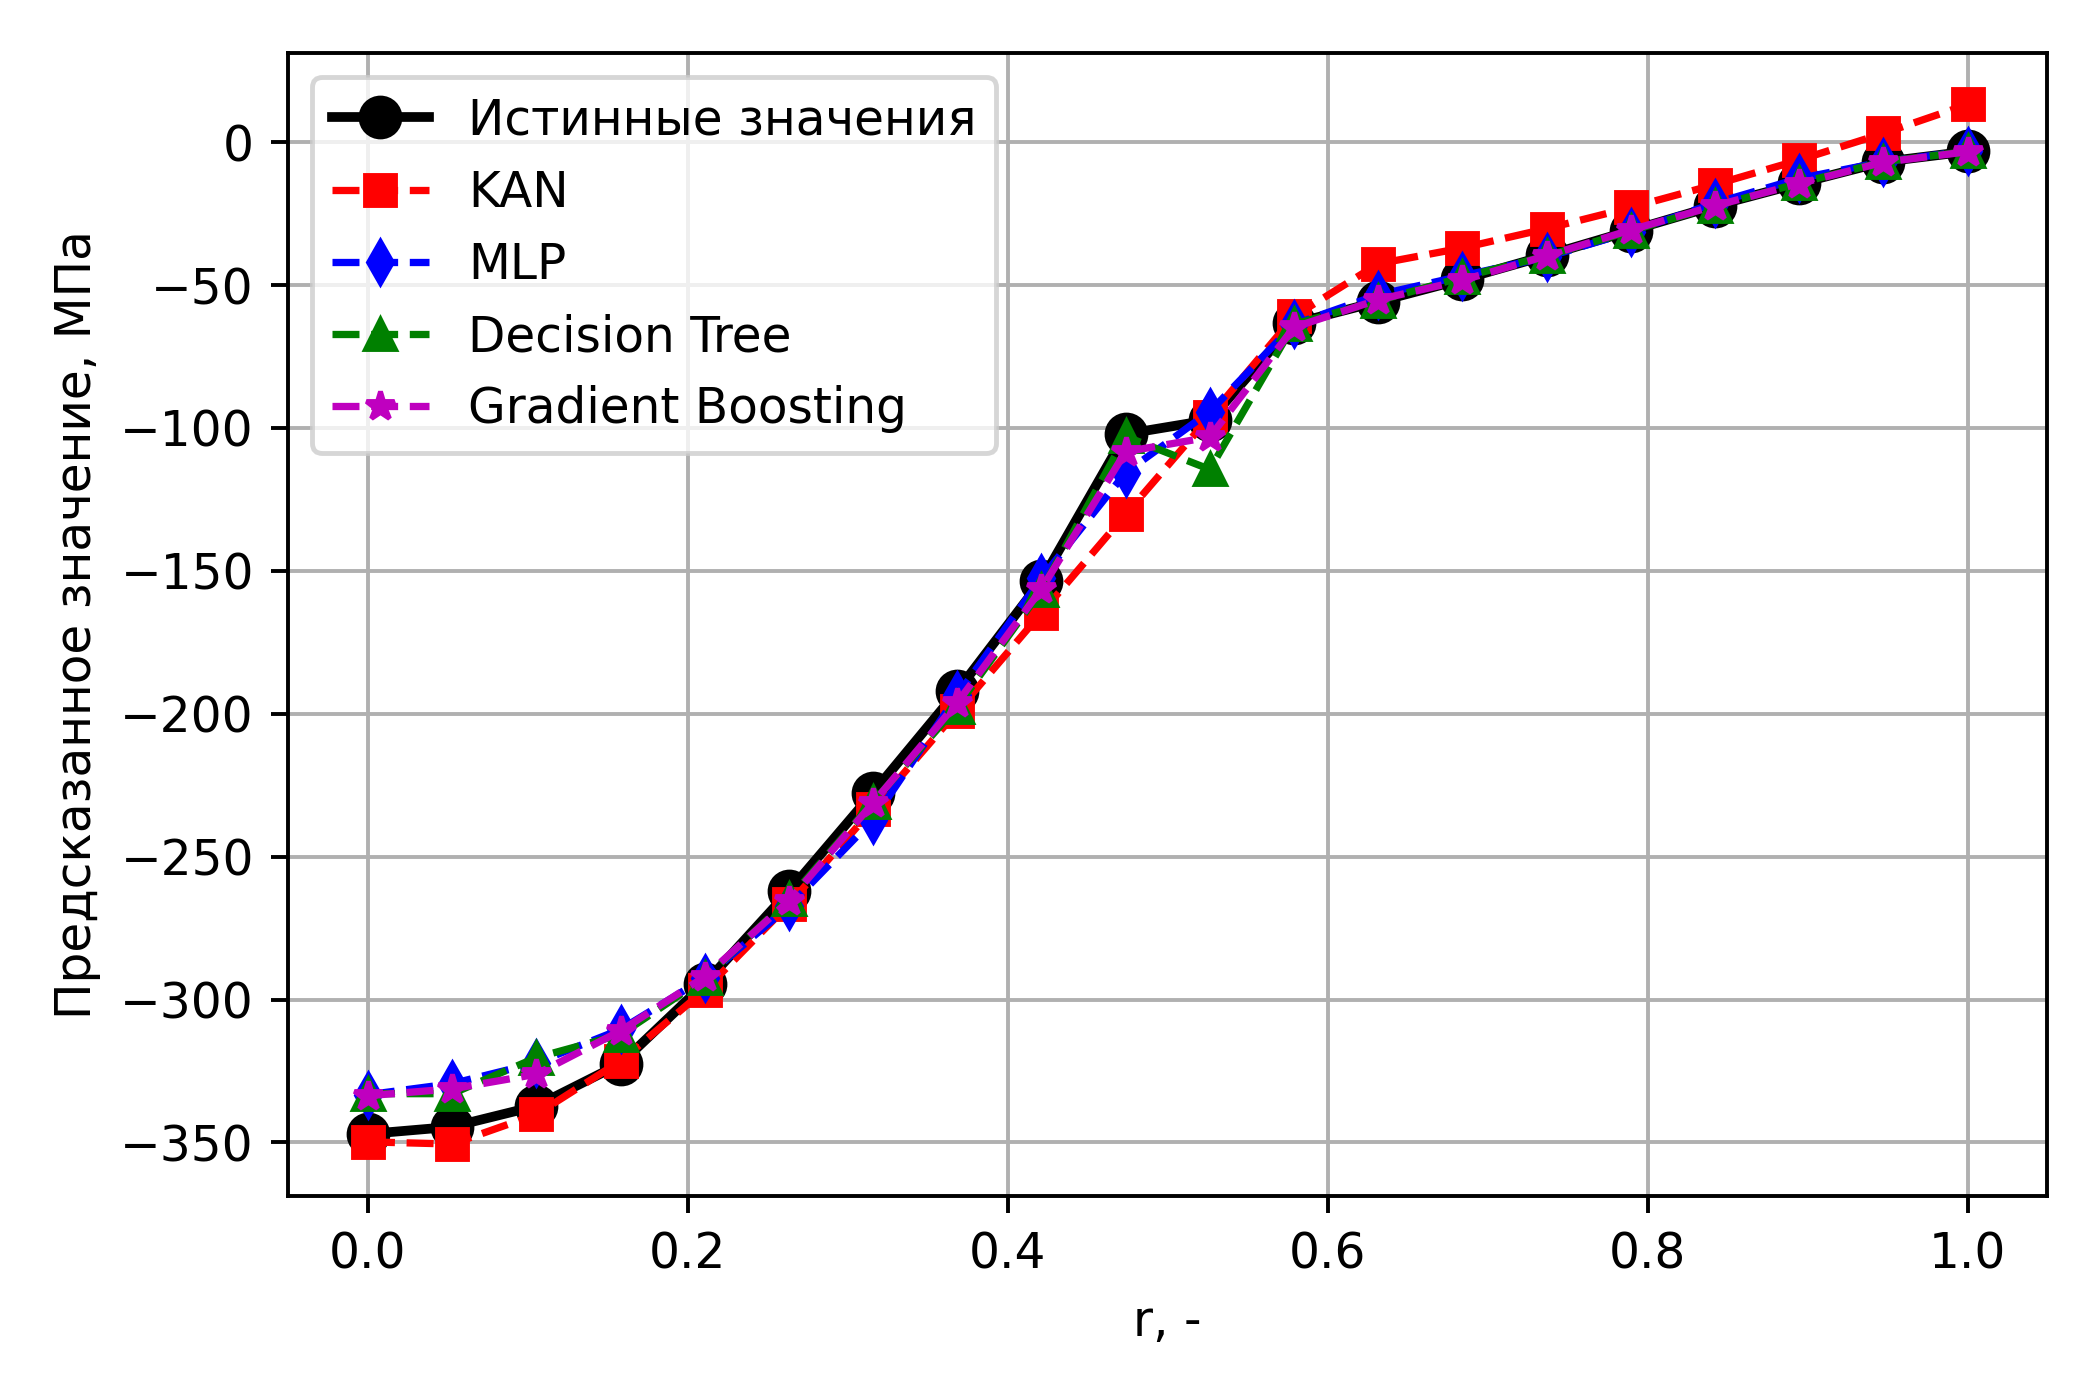 Истинные значения
KAN
MLP
Decision Tree
Gradient Boosting
Предсказанное значение, МПа
0
−50
−100
−150
−200
−250
−300
−350
0.0 0.2 0.4 0.6 0.8 1.0
r, -